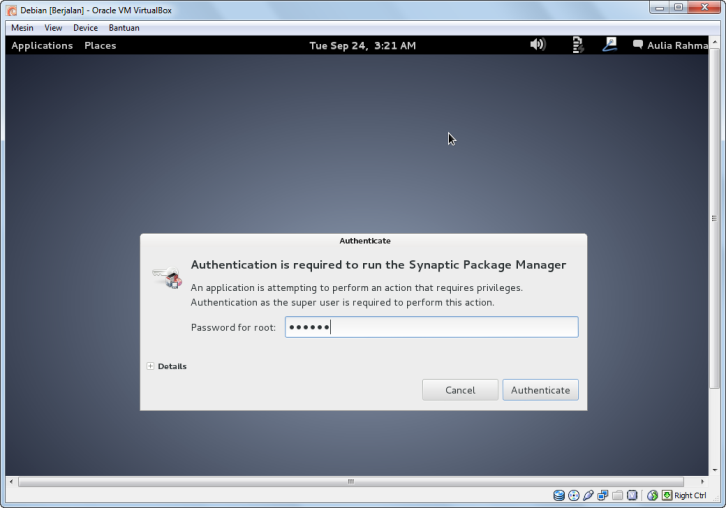 Debian [Berjalan] - Oracle VM VirtualBox
Mesin View Device Bantuan
Applications Places Tue Sep 24, 3:21 AM Aulia Rahma
Authenticate
Authentication is required to run the Synaptic Package Manager
An application is attempting to perform an action that requires privileges.
Authentication as the super user is required to perform this action.
Password for root: ••••••
Details
Cancel Authenticate
Right Ctrl